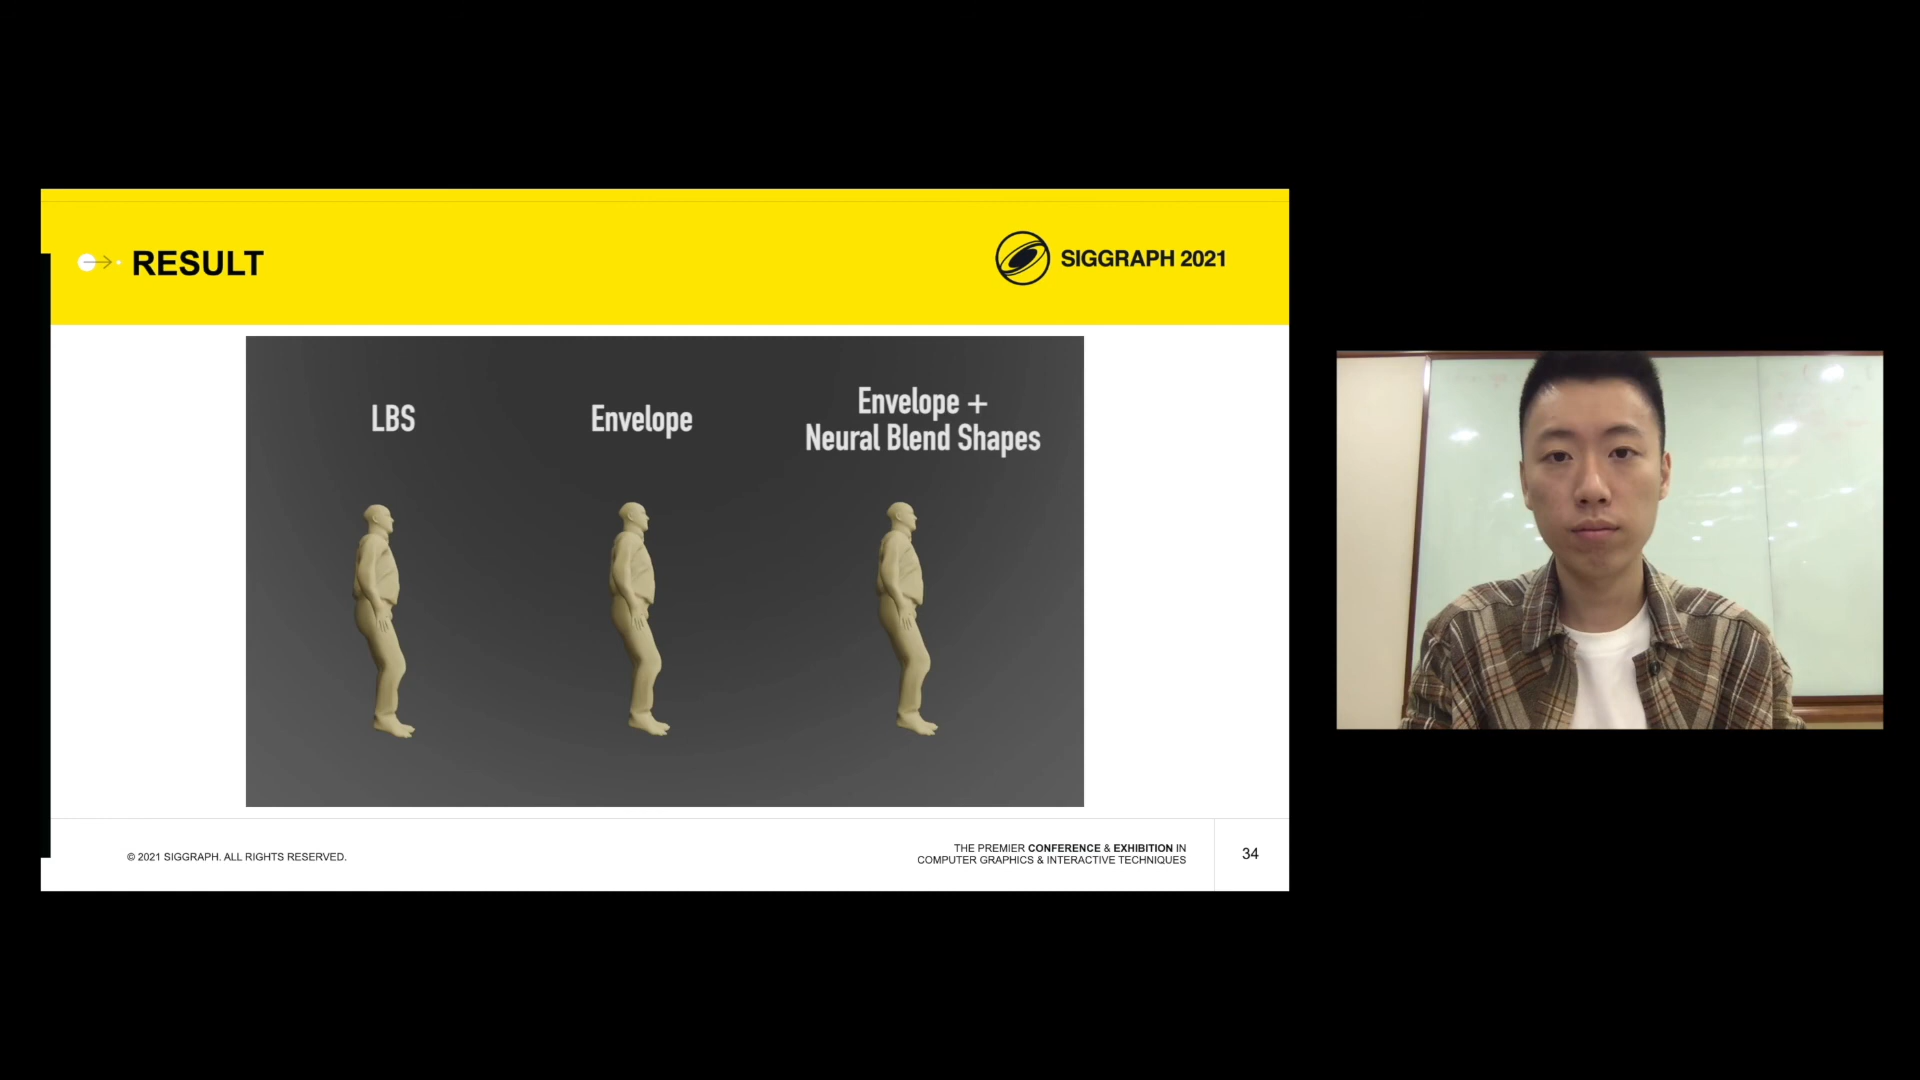 RESULT
SIGGRAPH 2021
LBS
Envelope
Envelope +
Neural Blend Shapes
© 2021 SIGGRAPH. ALL RIGHTS RESERVED.
THE PREMIER CONFERENCE & EXHIBITION IN
COMPUTER GRAPHICS & INTERACTIVE TECHNIQUES
34